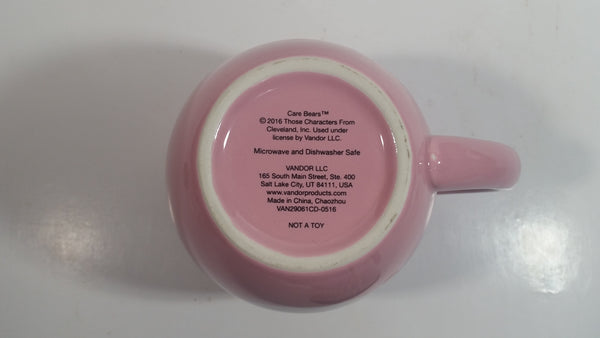 Care Bears™
© 2016 Those Characters From
Cleveland, Inc. Used under
license by Vandor LLC.
Microwave and Dishwasher Safe
VANDOR LLC
165 South Main Street, Ste. 400
Salt Lake City, UT 84111, USA
www.vandorproducts.com
Made in China, Chaozhou
VAN29061CD-0516
NOT A TOY